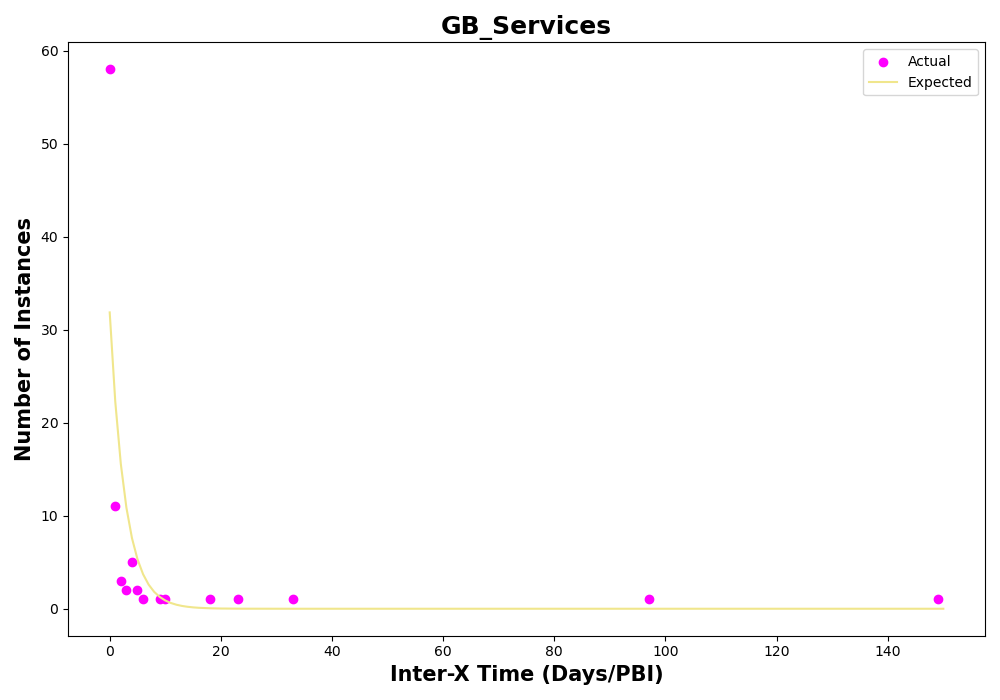 GB_Services
Actual
Expected
Number of Instances
60
50
40
30
20
10
0
0 20 40 60 80 100 120 140
Inter-X Time (Days/PBI)